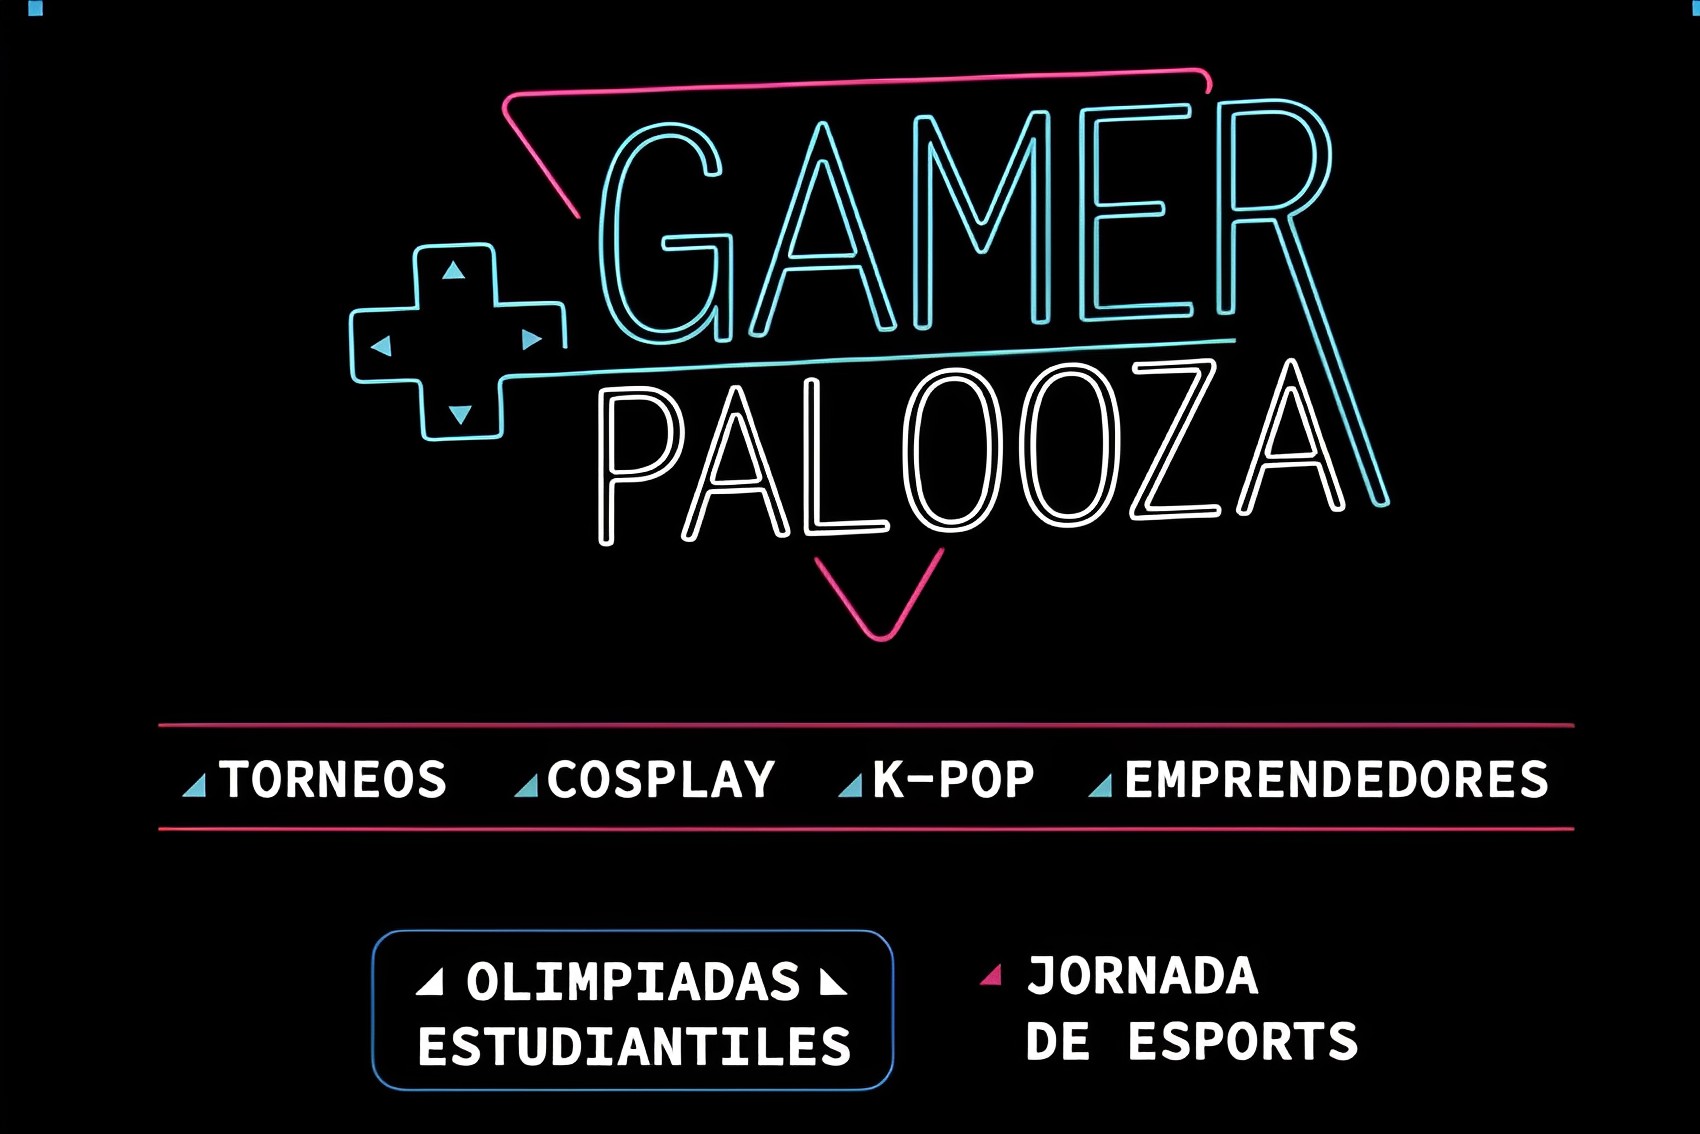 GAMER
PALOOZA
TORNEOS COSPLAY K-POP EMPRENDEDORES
OLIMPIADAS
ESTUDIANTILES
JORNADA
DE ESPORTS